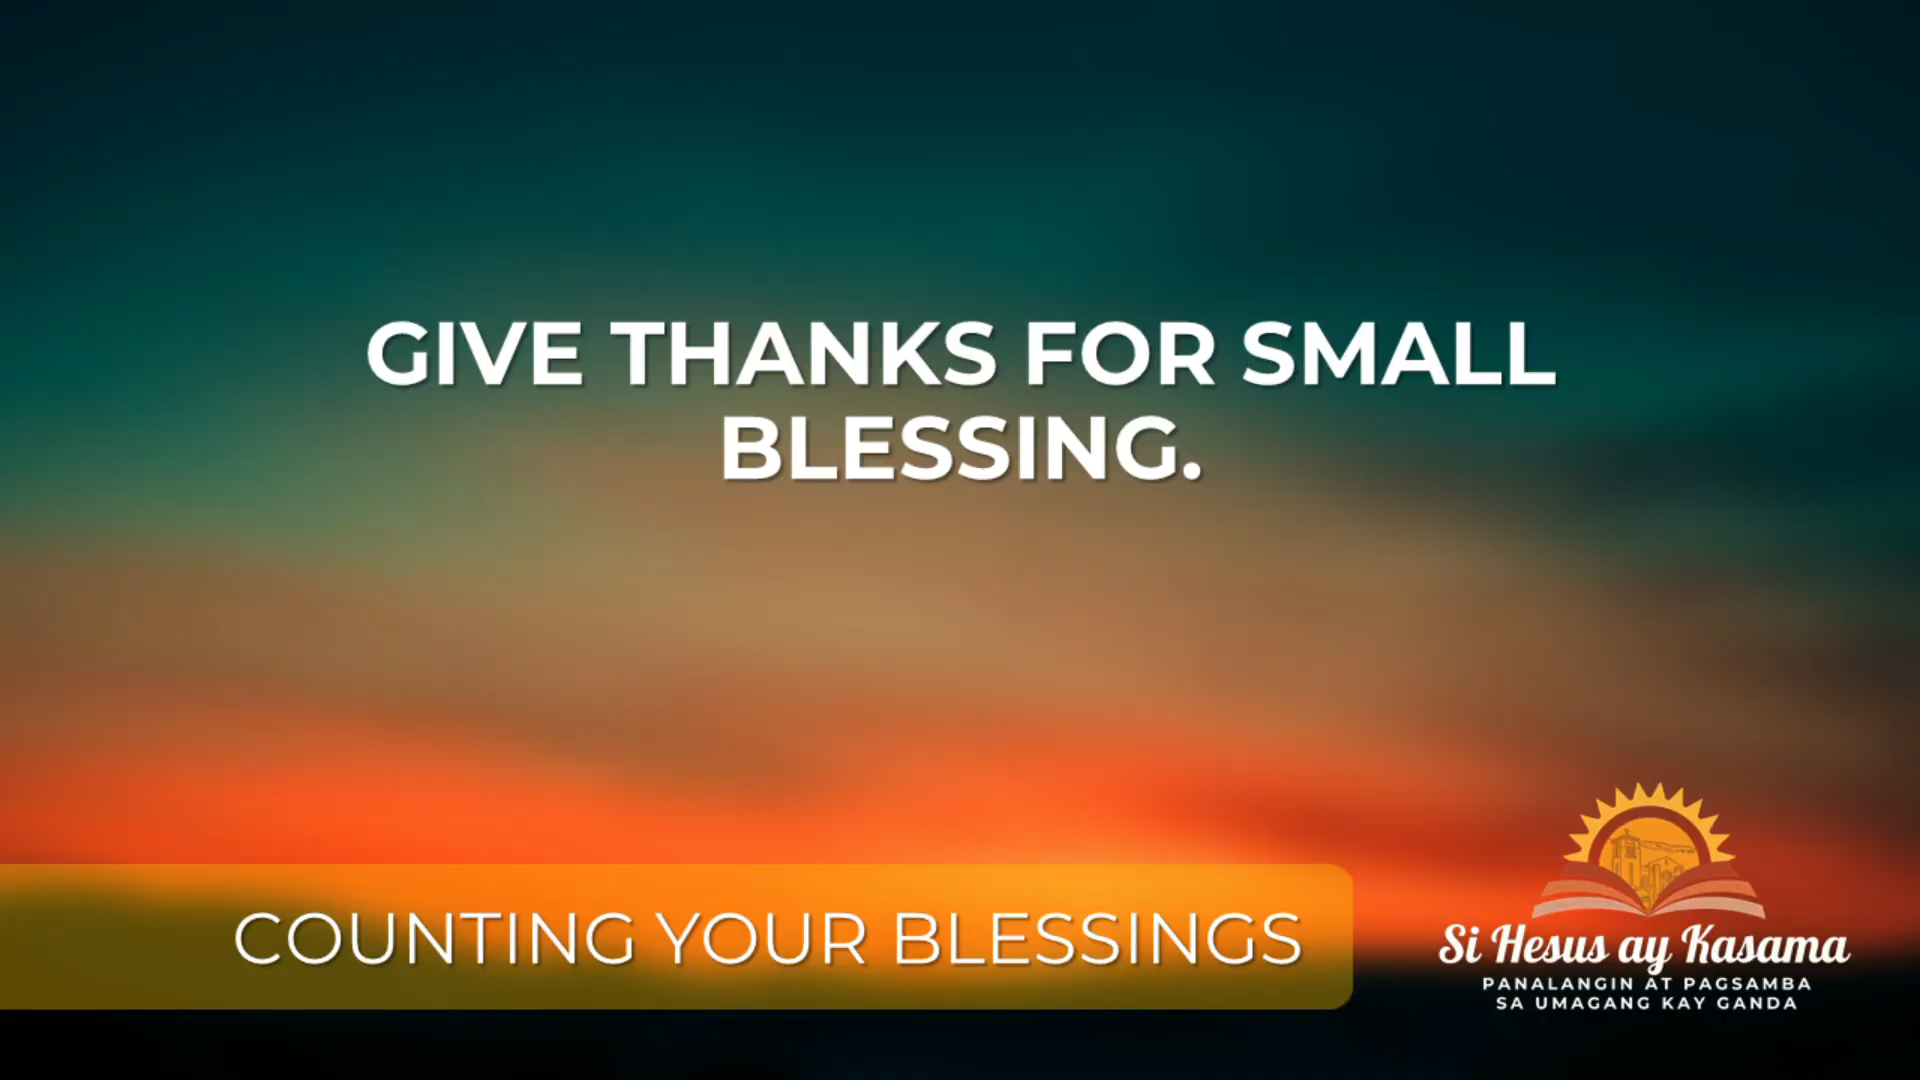 GIVE THANKS FOR SMALL
BLESSING.
COUNTING YOUR BLESSINGS
Si Hesus ay Kasama
PANALANGIN AT PAGSAMBA
SA UMAGANG KAY GANDA